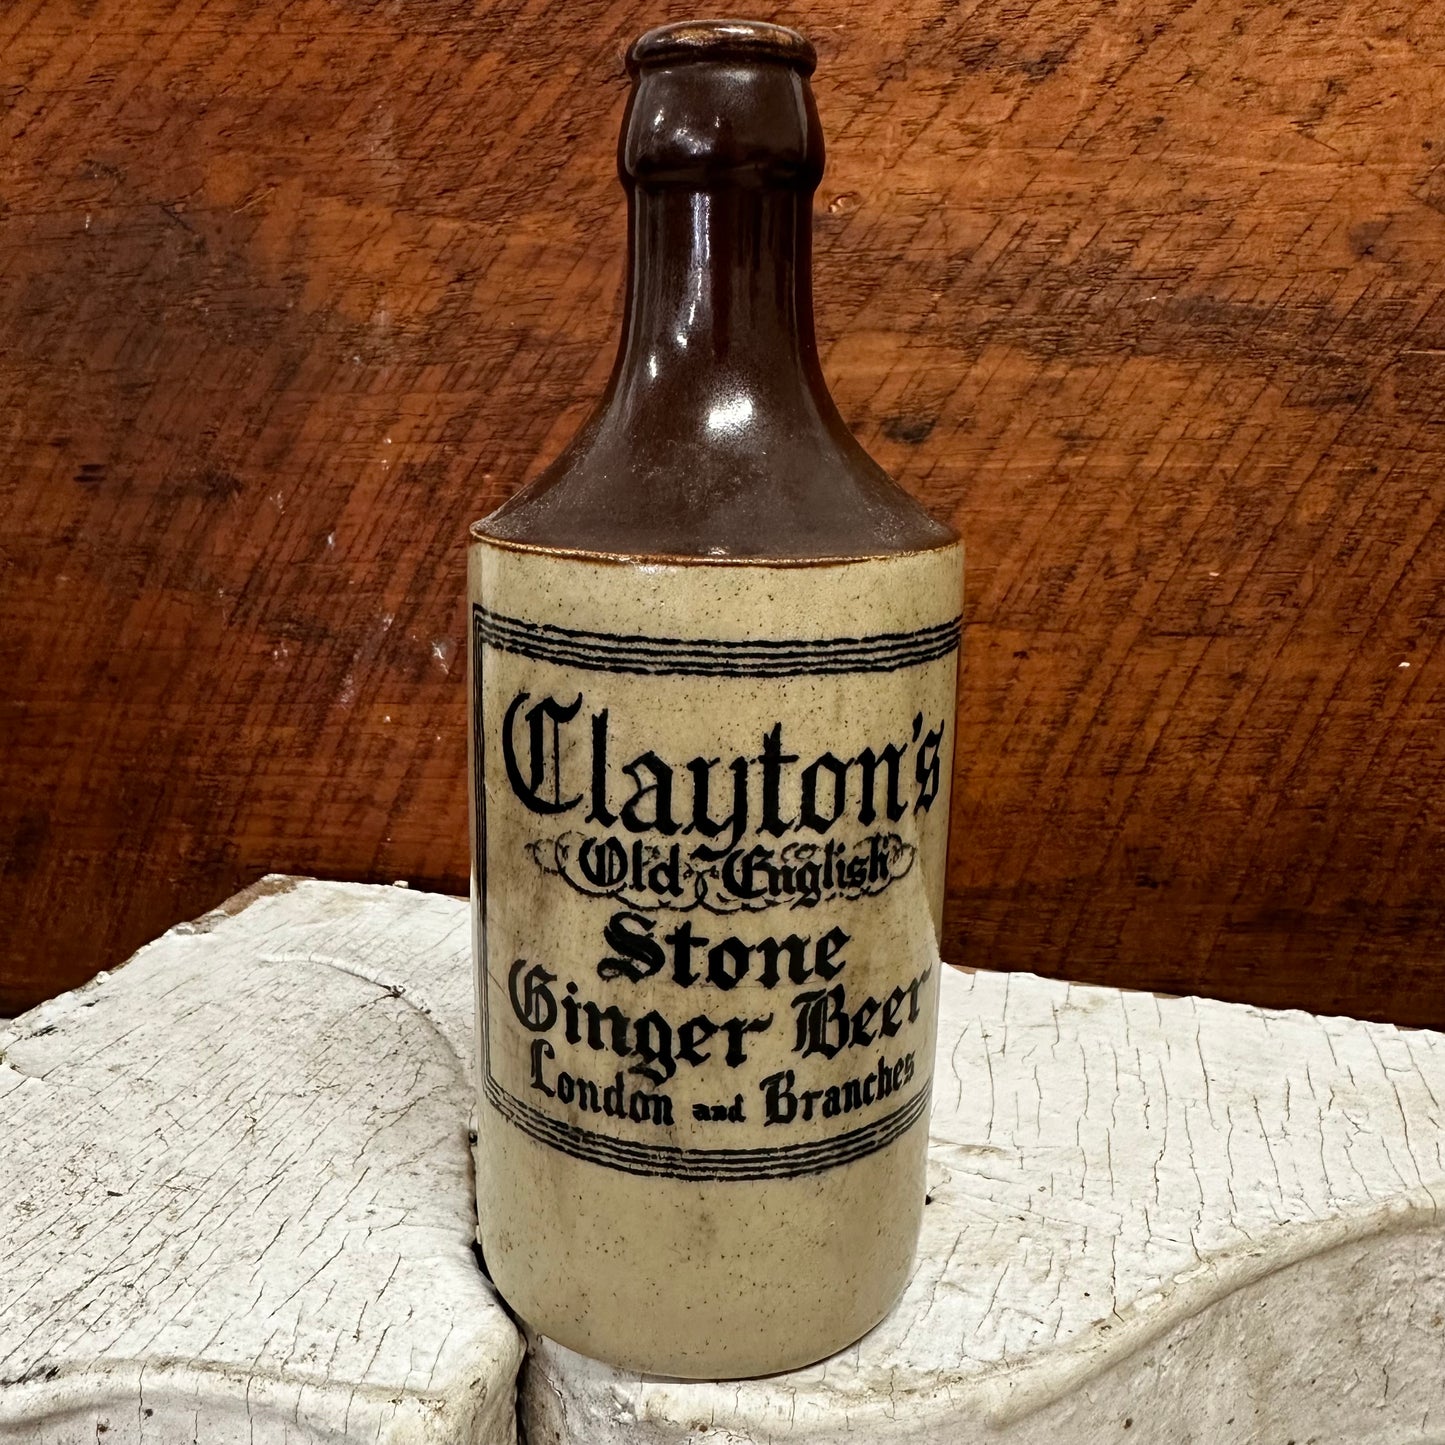 Clayton's
Old English
Stone
Ginger Beer
London and Branches